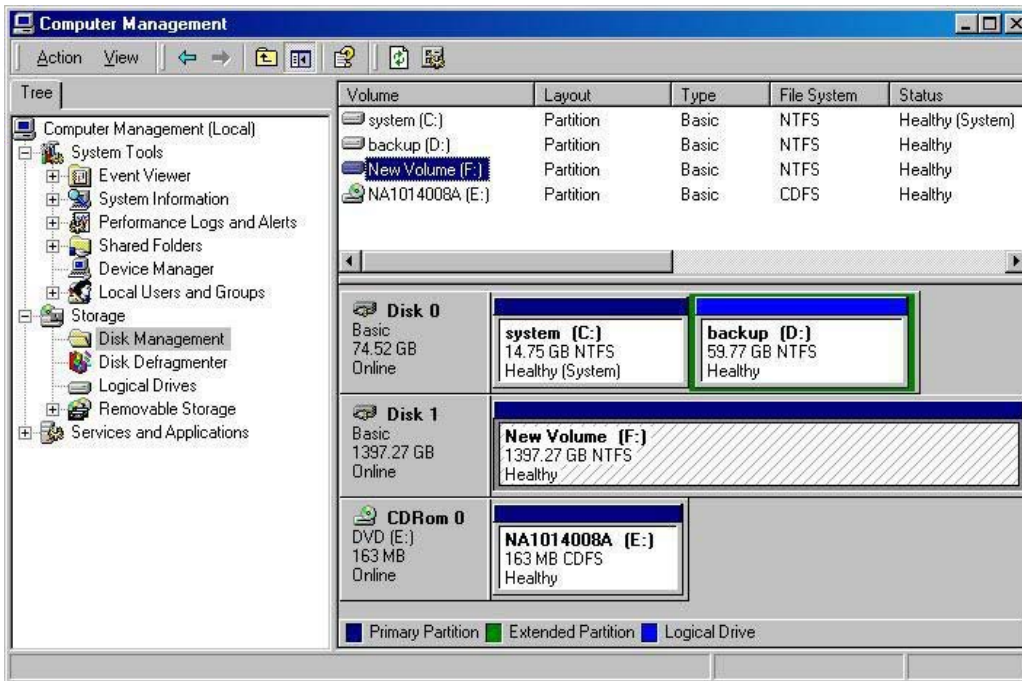 Computer Management
Action View
Tree
Computer Management (Local)
System Tools
Event Viewer
System Information
Performance Logs and Alerts
Shared Folders
Device Manager
Local Users and Groups
Storage
Disk Management
Disk Defragmenter
Logical Drives
Removable Storage
Services and Applications
Volume Layout Type File System Status
system (C:) Partition Basic NTFS Healthy (System)
backup (D:) Partition Basic NTFS Healthy
New Volume (F:) Partition Basic NTFS Healthy
NA1014008A (E:) Partition Basic CDFS Healthy
Disk 0
Basic
74.52 GB
Online
system (C:)
14.75 GB NTFS
Healthy (System)
backup (D:)
59.77 GB NTFS
Healthy
Disk 1
Basic
1397.27 GB
Online
New Volume (F:)
1397.27 GB NTFS
Healthy
CDRom 0
DVD (E:)
163 MB
Online
NA1014008A (E:)
163 MB CDFS
Healthy
Primary Partition Extended Partition Logical Drive